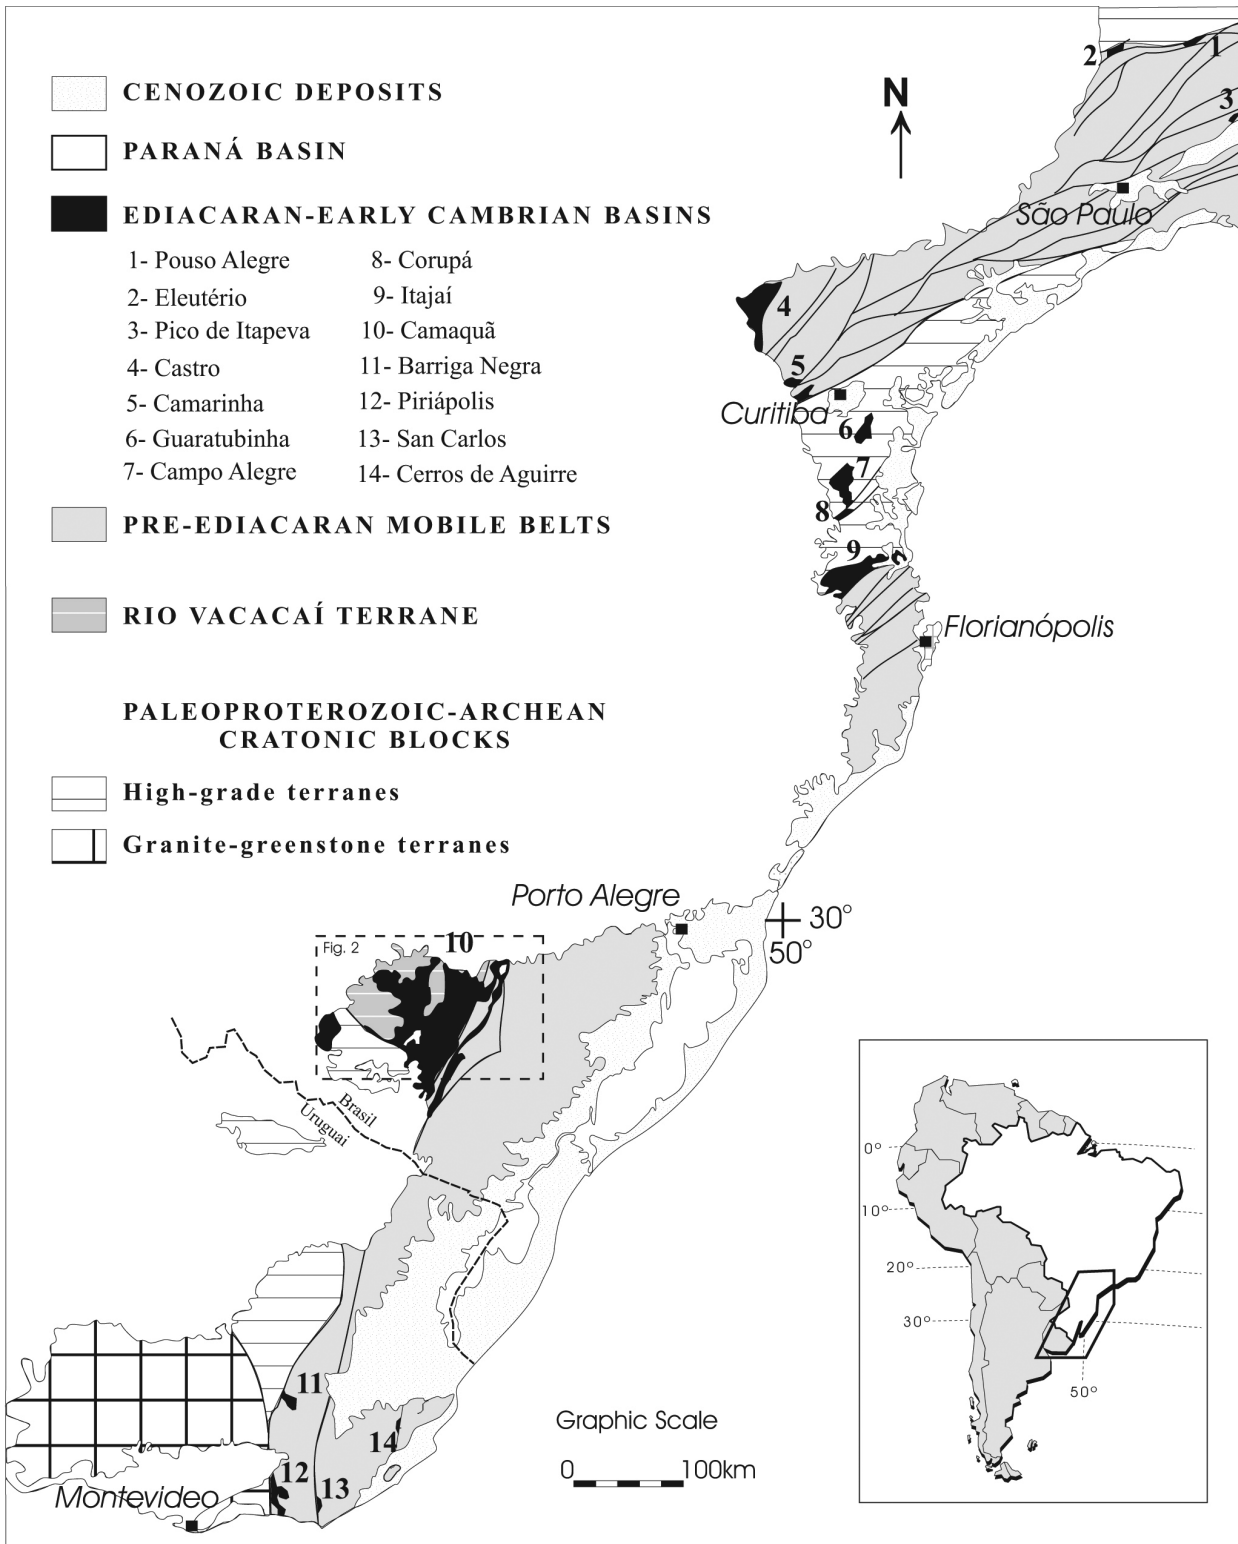 CENOZOIC DEPOSITS
PARANÁ BASIN
EDIACARAN-EARLY CAMBRIAN BASINS
1- Pouso Alegre
2- Eleutério
3- Pico de Itapeva
4- Castro
5- Camarinha
6- Guaratubinha
7- Campo Alegre
8- Corupá
9- Itajaí
10- Camaquã
11- Barriga Negra
12- Piriápolis
13- San Carlos
14- Cerros de Aguirre
PRE-EDIACARAN MOBILE BELTS
RIO VACACAÍ TERRANE
PALEOPROTEROZOIC-ARCHEAN
CRATONIC BLOCKS
High-grade terranes
Granite-greenstone terranes
N
1
2
3
São Paulo
4
5
Curitiba
6
7
8
9
Florianópolis
Porto Alegre
30°
50°
Fig. 2
10
Brasil
Uruguai
11
12
13
14
Montevideo
Graphic Scale
0 100km
0°
10°
20°
30°
50°